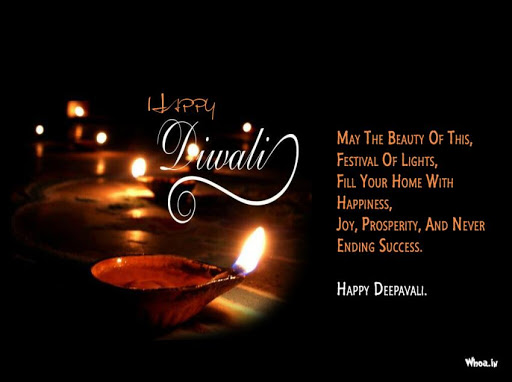 Happy
Diwali
May The Beauty Of This,
Festival Of Lights,
Fill Your Home With
Happiness,
Joy, Prosperity, And Never
Ending Success.
Happy Deepavali.
Whoa.in